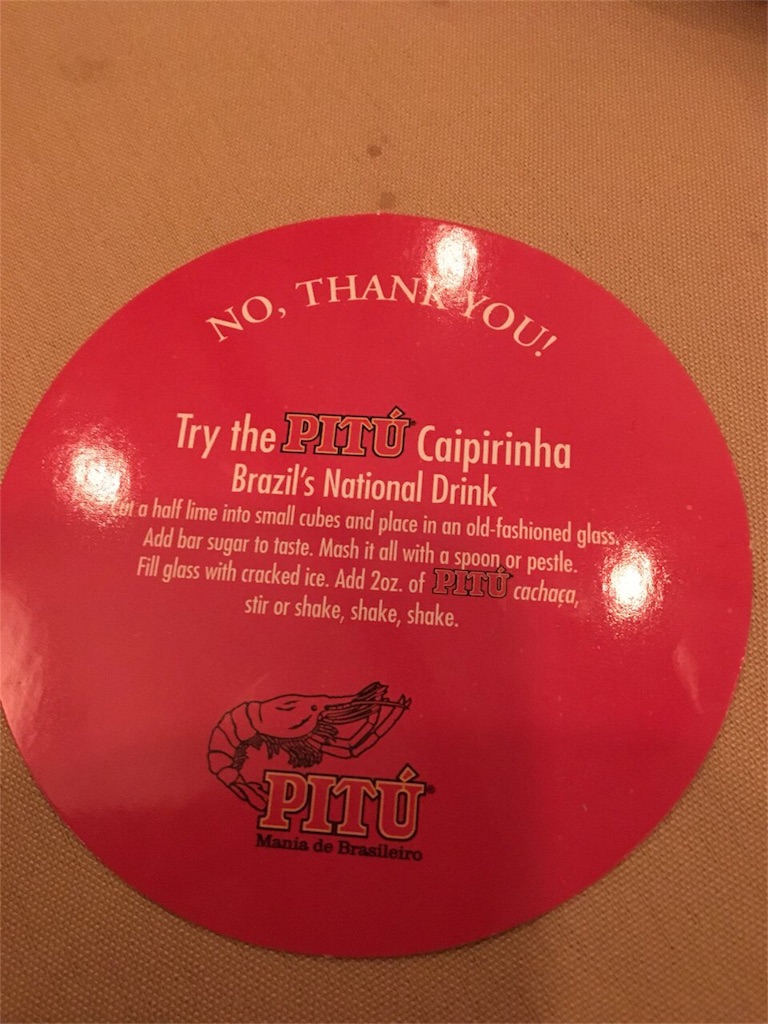 NO, THANK YOU!
Try the PITÚ® Caipirinha
Brazil's National Drink
Cut a half lime into small cubes and place in an old-fashioned glass.
Add bar sugar to taste. Mash it all with a spoon or pestle.
Fill glass with cracked ice. Add 2oz. of PITÚ cachaça,
stir or shake, shake, shake.
PITÚ®
Mania de Brasileiro